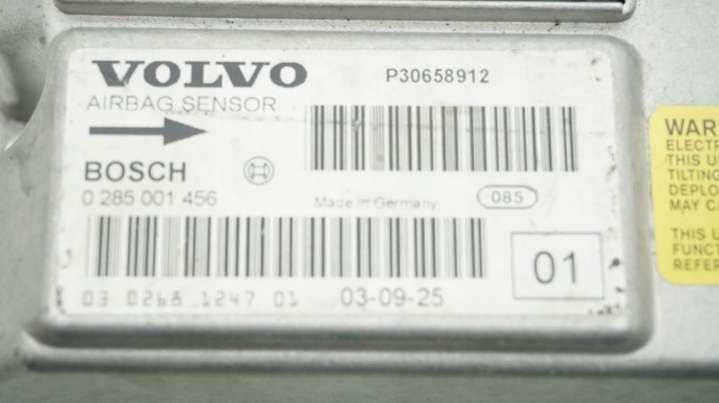 VOLVO
P30658912
AIRBAG SENSOR
BOSCH
0 285 001 456
Made In Germany
085
01
03 0268 1247 01
03-09-25
WAR
ELECTR
THIS U
TILTING
DEPLO
MAY CA
THIS U
FUNCT
REFER